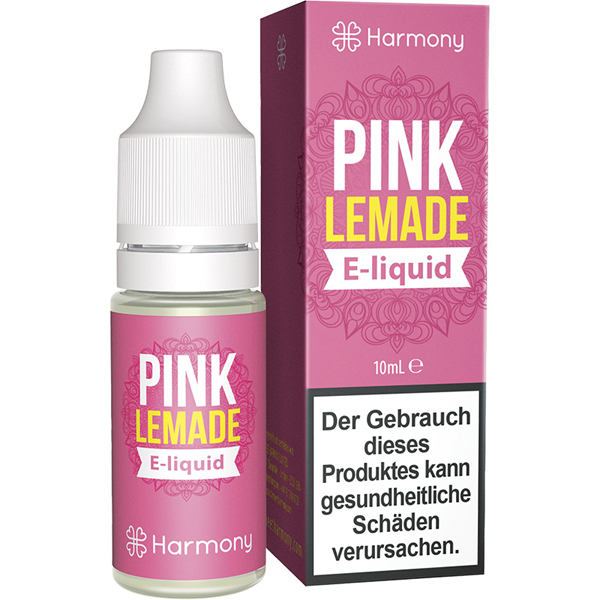 Harmony
PINK
LEMADE
E-liquid
10mL ℮
Der Gebrauch
dieses
Produktes kann
gesundheitliche
Schäden
verursachen.
PINK
LEMADE
E-liquid
Harmony